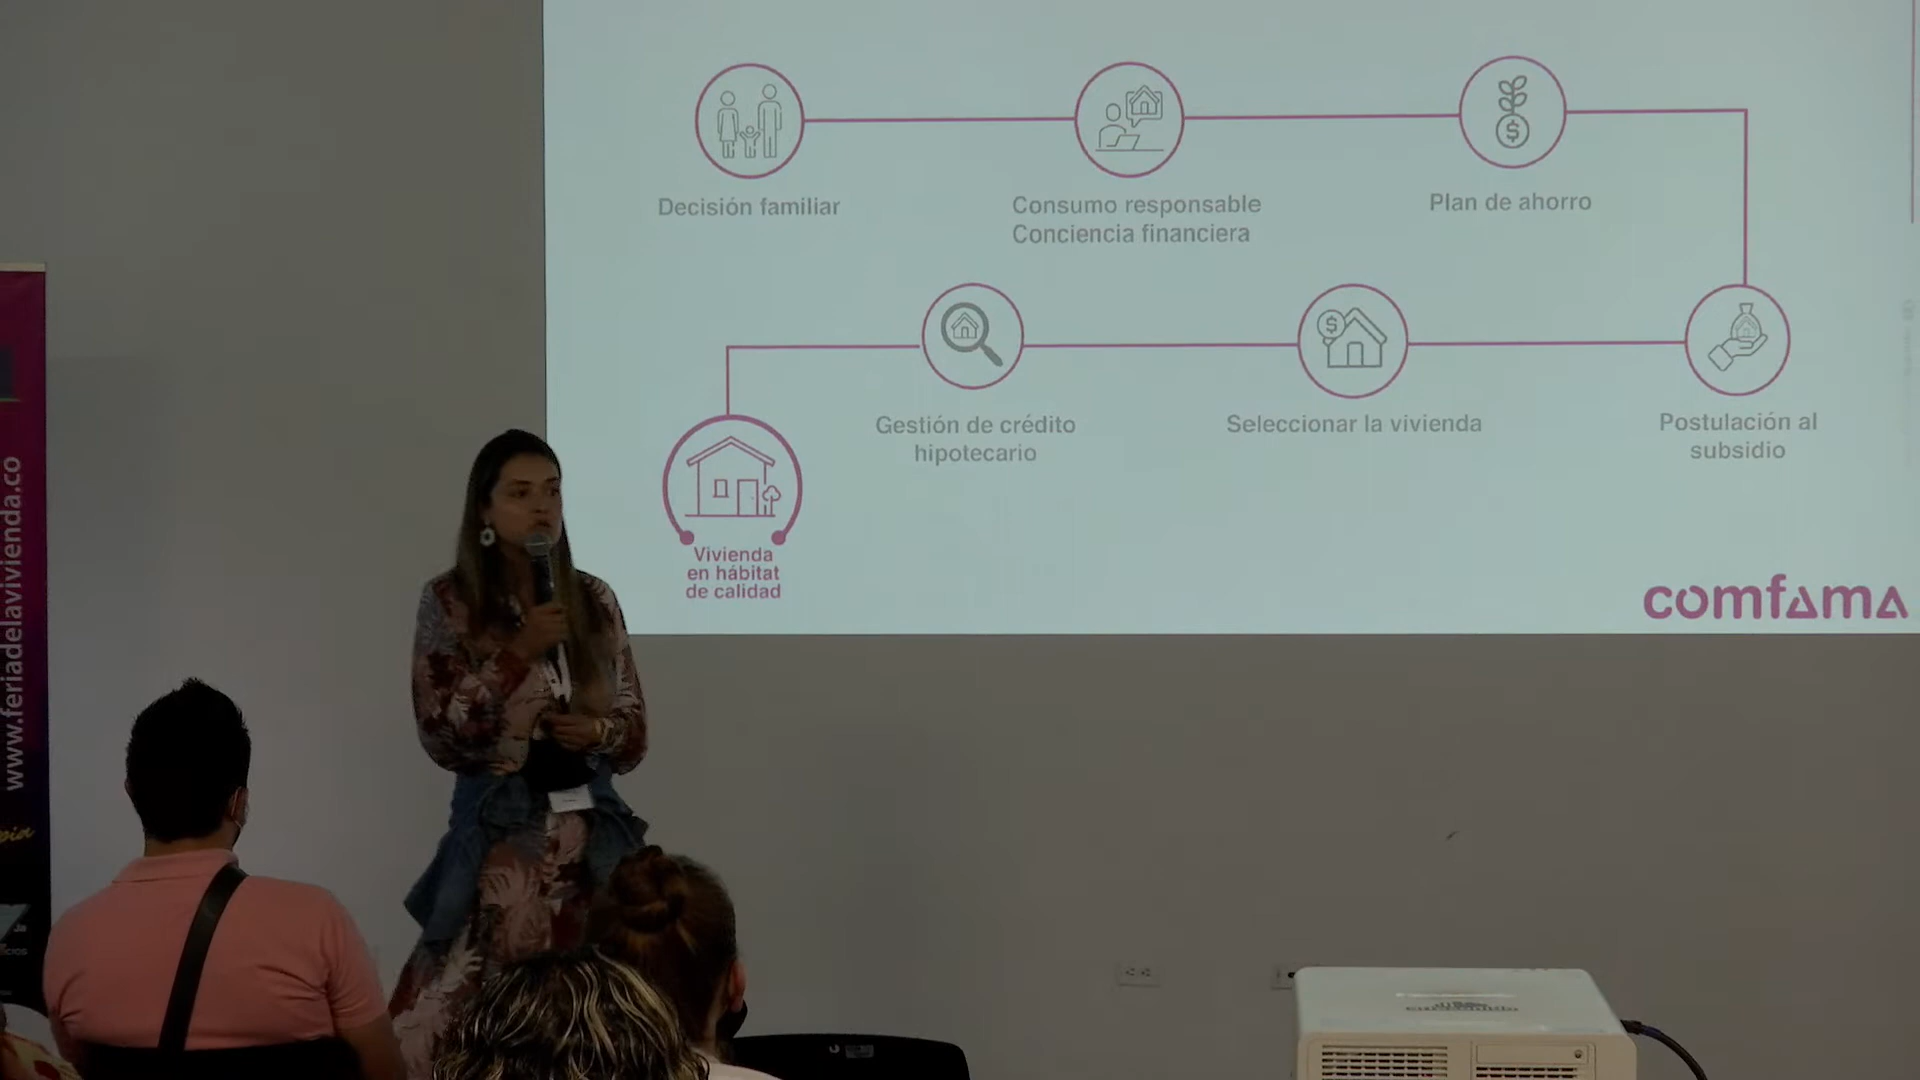 Decisión familiar
Consumo responsable
Conciencia financiera
Plan de ahorro
Gestión de crédito
hipotecario
Seleccionar la vivienda
Postulación al
subsidio
Vivienda
en hábitat
de calidad
comfama
www.feriadelavivienda.co